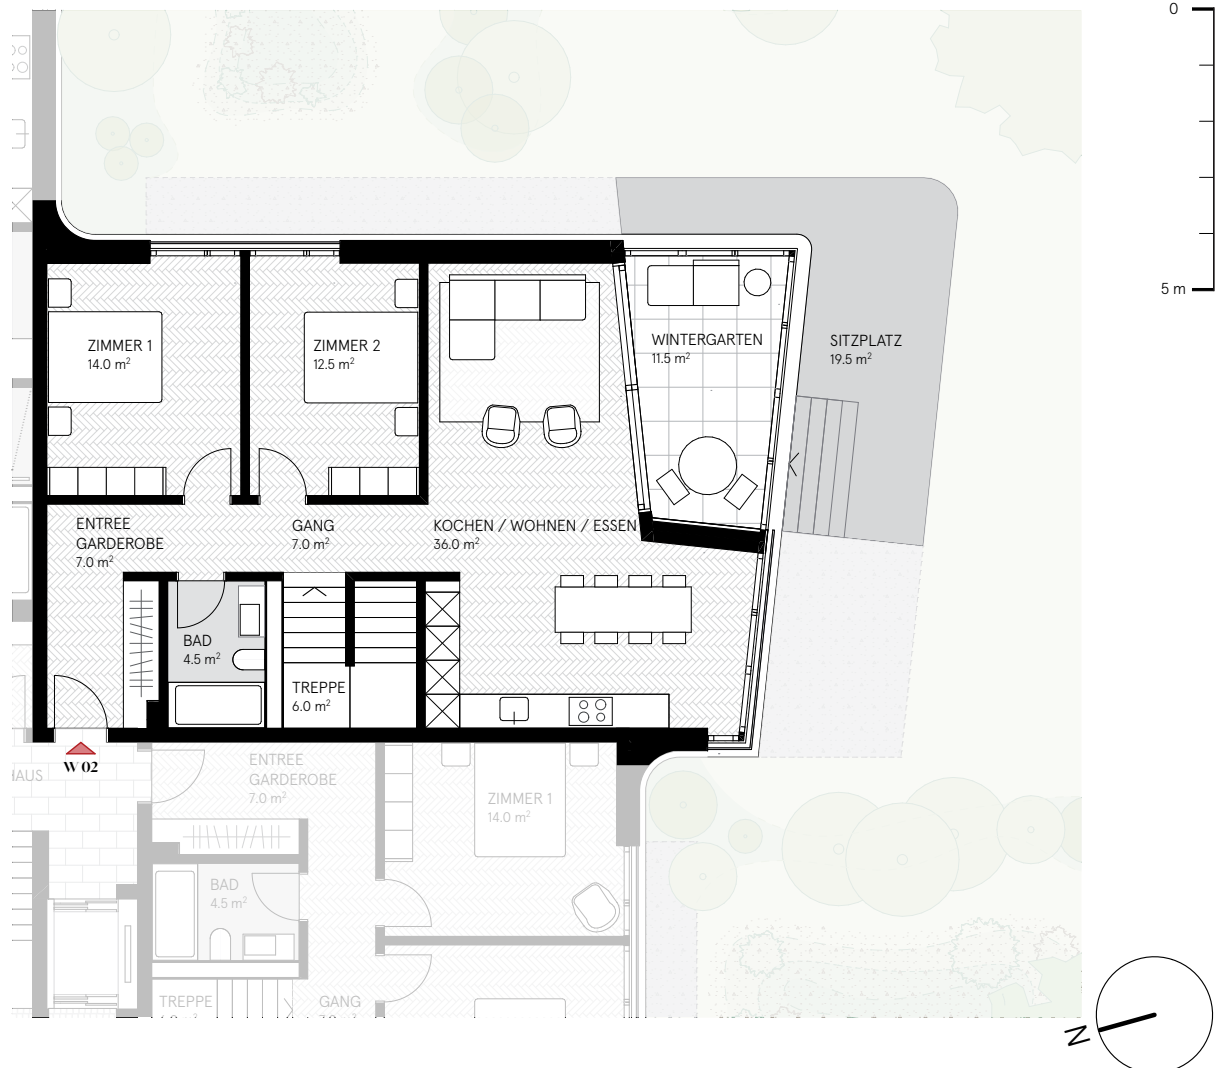 0
5 m
ZIMMER 1
14.0 m²
ZIMMER 2
12.5 m²
WINTERGARTEN
11.5 m²
SITZPLATZ
19.5 m²
ENTREE
GARDEROBE
7.0 m²
GANG
7.0 m²
KOCHEN / WOHNEN / ESSEN
36.0 m²
BAD
4.5 m²
TREPPE
6.0 m²
W 02
HAUS
ENTREE
GARDEROBE
7.0 m²
ZIMMER 1
14.0 m²
BAD
4.5 m²
TREPPE
GANG
N